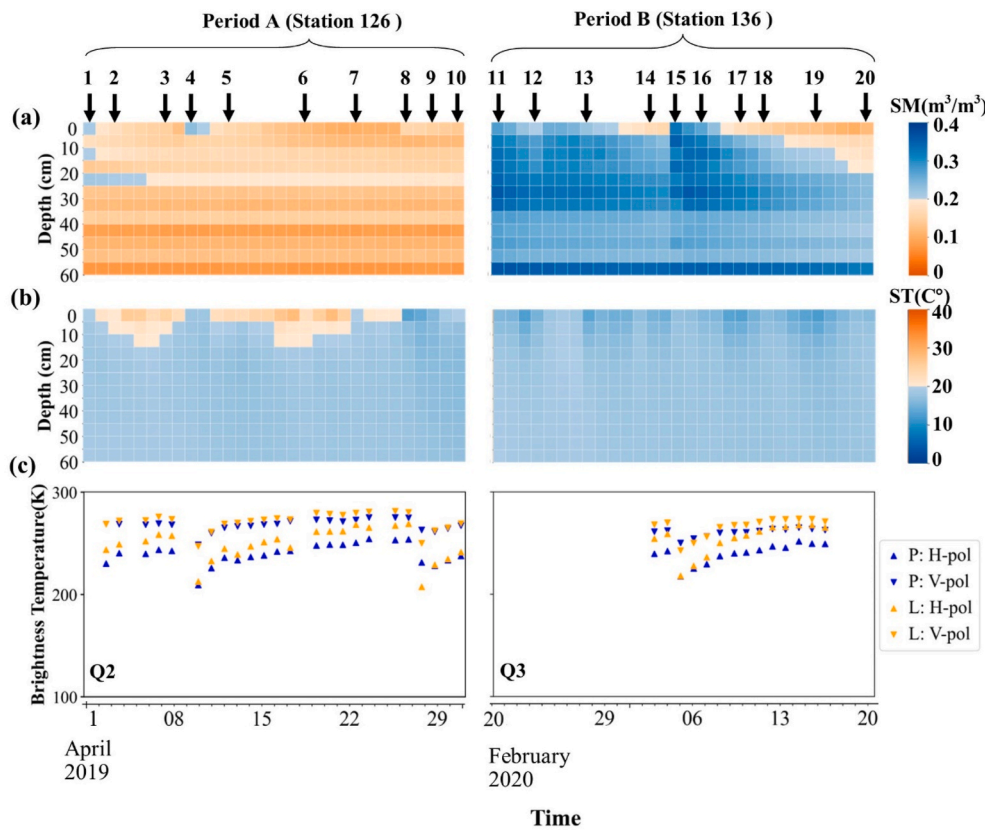 Period A (Station 126 )
Period B (Station 136)
1 2 3 4 5 6 7 8 9 10
11 12 13 14 15 16 17 18 19 20
(a)
SM(m³/m³)
Depth (cm)
0
10
20
30
40
50
60
0.4
0.3
0.2
0.1
0
(b)
ST(C°)
Depth (cm)
0
10
20
30
40
50
60
40
30
20
10
0
(c)
Brightness Temperature(K)
300
200
100
Q2
Q3
P: H-pol
P: V-pol
L: H-pol
L: V-pol
1 08 15 22 29
20 29 06 13 20
April
2019
February
2020
Time